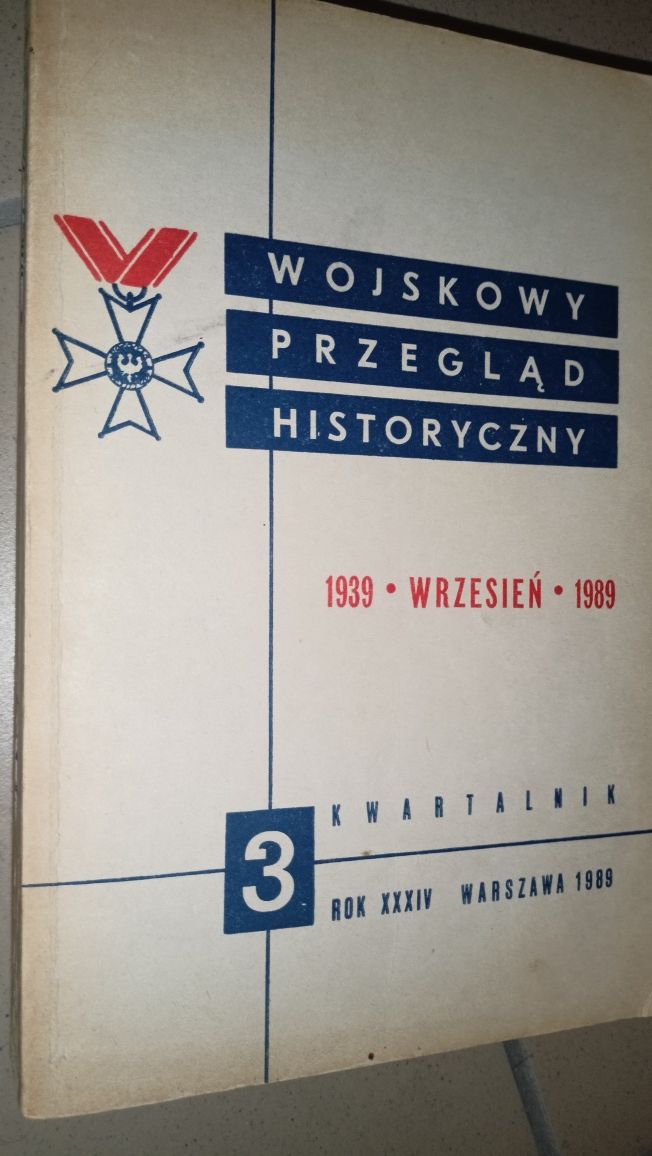 WOJSKOWY
PRZEGLĄD
HISTORYCZNY
1939 • WRZESIEŃ • 1989
KWARTALNIK
3
ROK XXXIV WARSZAWA 1989